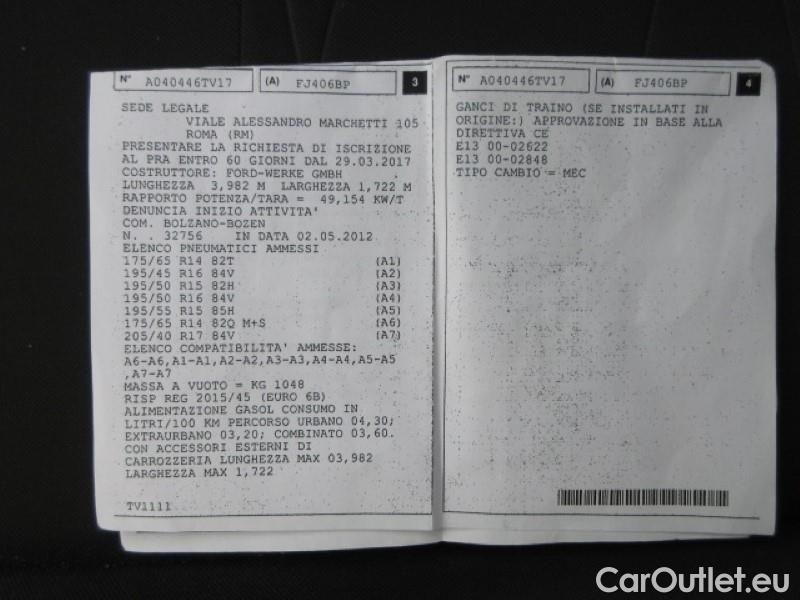 N° A040446TV17 (A) FJ406BP 3
SEDE LEGALE
VIALE ALESSANDRO MARCHETTI 105
ROMA (RM)
PRESENTARE LA RICHIESTA DI ISCRIZIONE
AL PRA ENTRO 60 GIORNI DAL 29.03.2017
COSTRUTTORE: FORD-WERKE GMBH
LUNGHEZZA 3,982 M LARGHEZZA 1,722 M
RAPPORTO POTENZA/TARA = 49,154 KW/T
DENUNCIA INIZIO ATTIVITA'
COM. BOLZANO-BOZEN
N. . 32756 IN DATA 02.05.2012
ELENCO PNEUMATICI AMMESSI
175/65 R14 82T (A1)
195/45 R16 84V (A2)
195/50 R15 82H (A3)
195/50 R16 84V (A4)
195/55 R15 85H (A5)
175/65 R14 82Q M+S (A6)
205/40 R17 84V (A7)
ELENCO COMPATIBILITA' AMMESSE:
A6-A6,A1-A1,A2-A2,A3-A3,A4-A4,A5-A5
,A7-A7
MASSA A VUOTO = KG 1048
RISP REG 2015/45 (EURO 6B)
ALIMENTAZIONE GASOL CONSUMO IN
LITRI/100 KM PERCORSO URBANO 04,30;
EXTRAURBANO 03,20; COMBINATO 03,60.
CON ACCESSORI ESTERNI DI
CARROZZERIA LUNGHEZZA MAX 03,982
LARGHEZZA MAX 1,722
TV1111
N° A040446TV17 (A) FJ406BP 4
GANCI DI TRAINO (SE INSTALLATI IN
ORIGINE:) APPROVAZIONE IN BASE ALLA
DIRETTIVA CE
E13 00-02622
E13 00-02848
TIPO CAMBIO = MEC
CarOutlet.eu